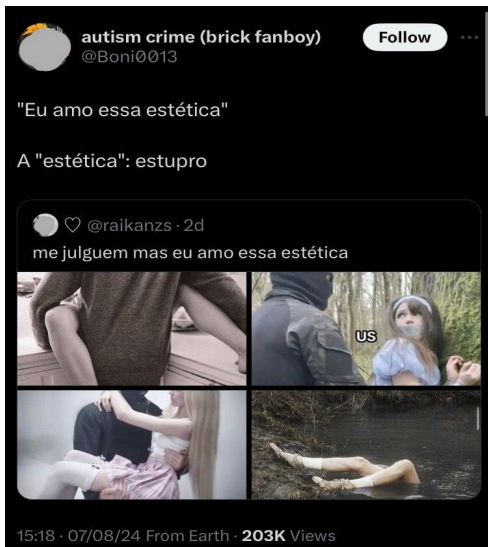 autism crime (brick fanboy)
Follow
@Boni0013
"Eu amo essa estética"
A "estética": estupro
@raikanzs · 2d
me julguem mas eu amo essa estética
US
15:18 · 07/08/24 From Earth · 203K Views